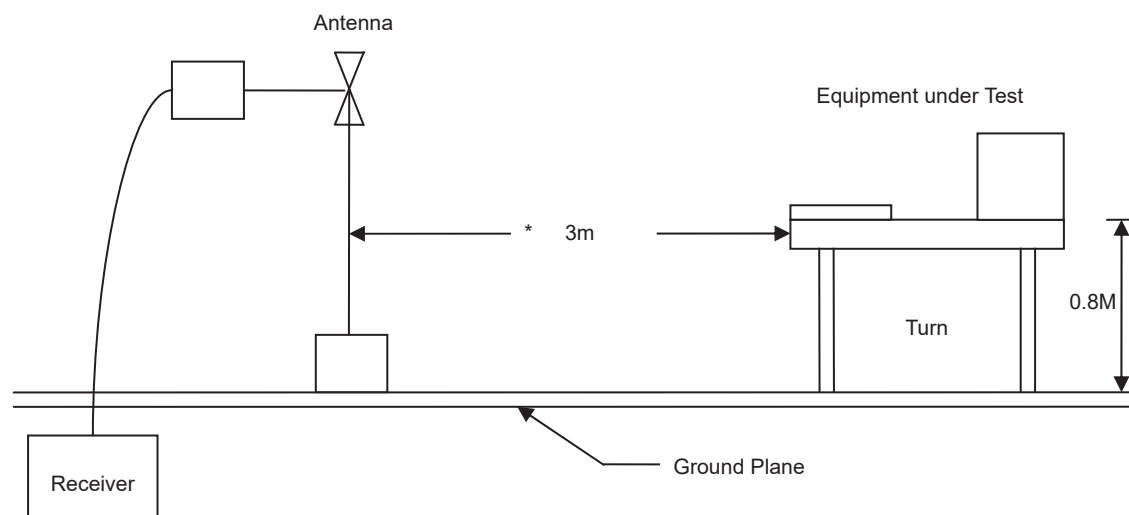 Antenna
Equipment under Test
* 3m
0.8M
Turn
Ground Plane
Receiver